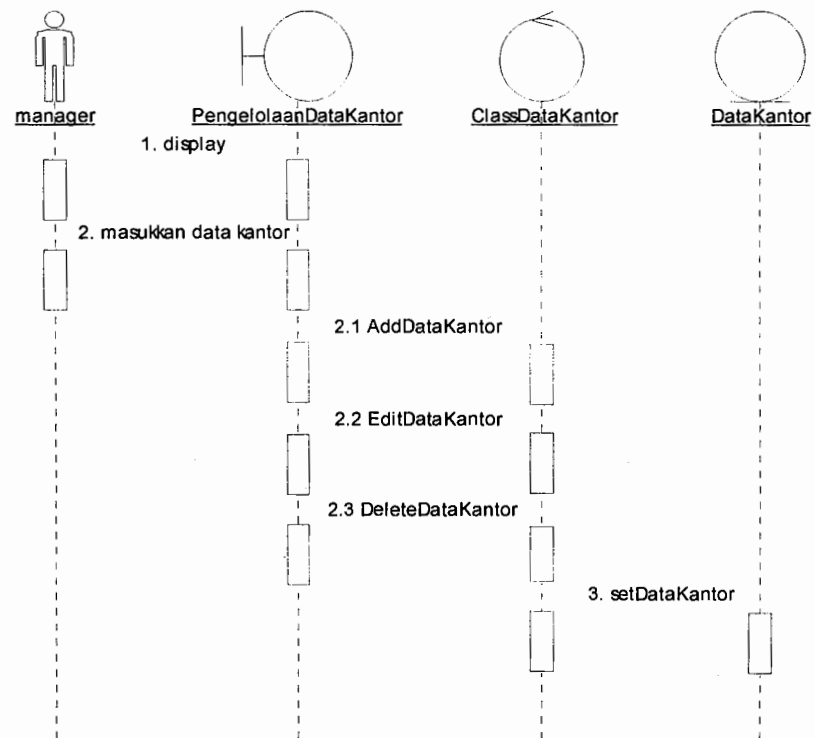 manager
PengelolaanDataKantor
ClassDataKantor
DataKantor
1. display
2. masukkan data kantor
2.1 AddDataKantor
2.2 EditDataKantor
2.3 DeleteDataKantor
3. setDataKantor